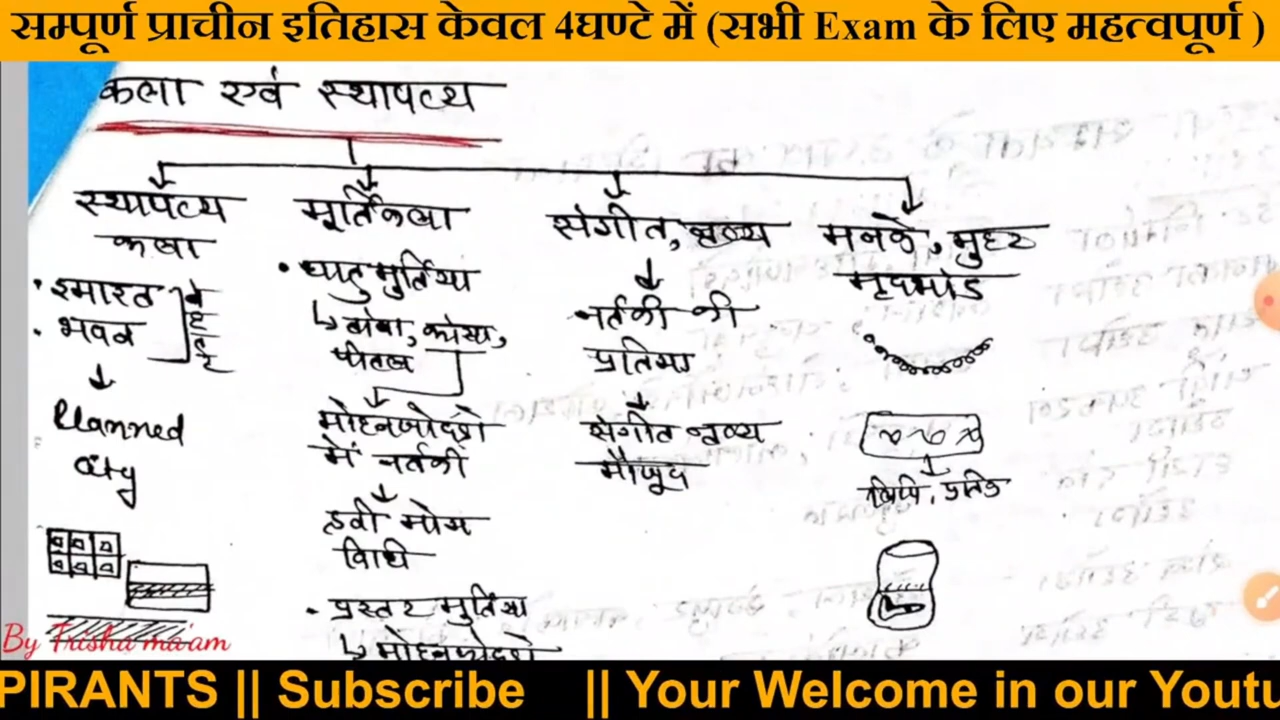 सम्पूर्ण प्राचीन इतिहास केवल 4घण्टे में (सभी Exam के लिए महत्वपूर्ण )
कला एवं स्थापत्य
स्थापत्य
कला
• इमारत
• भवन
Planned
city
मूर्तिकला
• धातु मुर्तियां
↳ तांबा, कांसा,
पीतल
मोहनजोदड़ो
में नर्तकी
द्रवी मोम
विधि
• प्रस्तर मुर्तियां
↳ मोहनजोदड़ो
संगीत, नृत्य
नर्तकी की
प्रतिमा
संगीत नृत्य
मौजूद
मनके, मुहर
मृदभांड
लिपि, प्रतिक
By Trisha ma'am
PIRANTS || Subscribe || Your Welcome in our Youtu